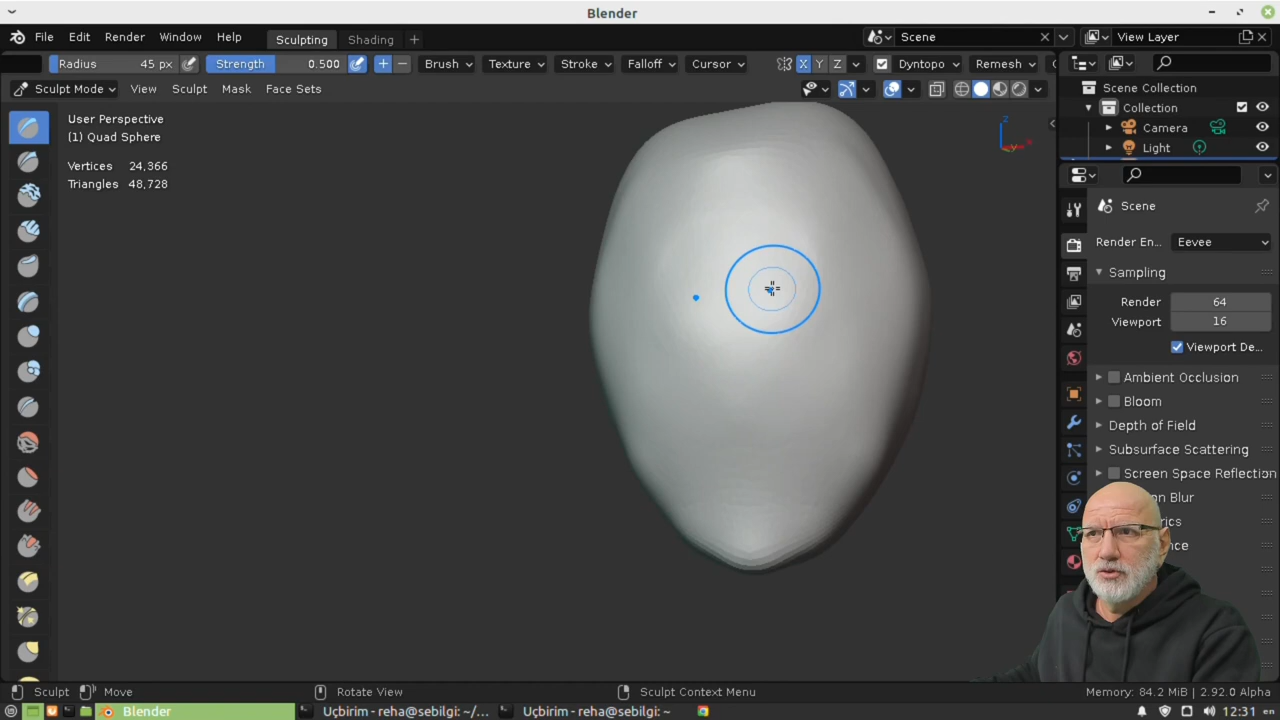 Blender
File Edit Render Window Help Sculpting Shading + Scene View Layer
Radius 45 px Strength 0.500 + − Brush Texture Stroke Falloff Cursor X Y Z Dyntopo Remesh
Sculpt Mode View Sculpt Mask Face Sets
User Perspective
(1) Quad Sphere
Vertices 24,366
Triangles 48,728
Z
Scene Collection
Collection
Camera
Light
Scene
Render En... Eevee
Sampling
Render 64
Viewport 16
Viewport De...
Ambient Occlusion
Bloom
Depth of Field
Subsurface Scattering
Screen Space Reflection
on Blur
Sculpt Move Rotate View Sculpt Context Menu Memory: 84.2 MiB | 2.92.0 Alpha
Blender Uçbirim - reha@sebilgi: ~/... Uçbirim - reha@sebilgi: ~ 12:31 en